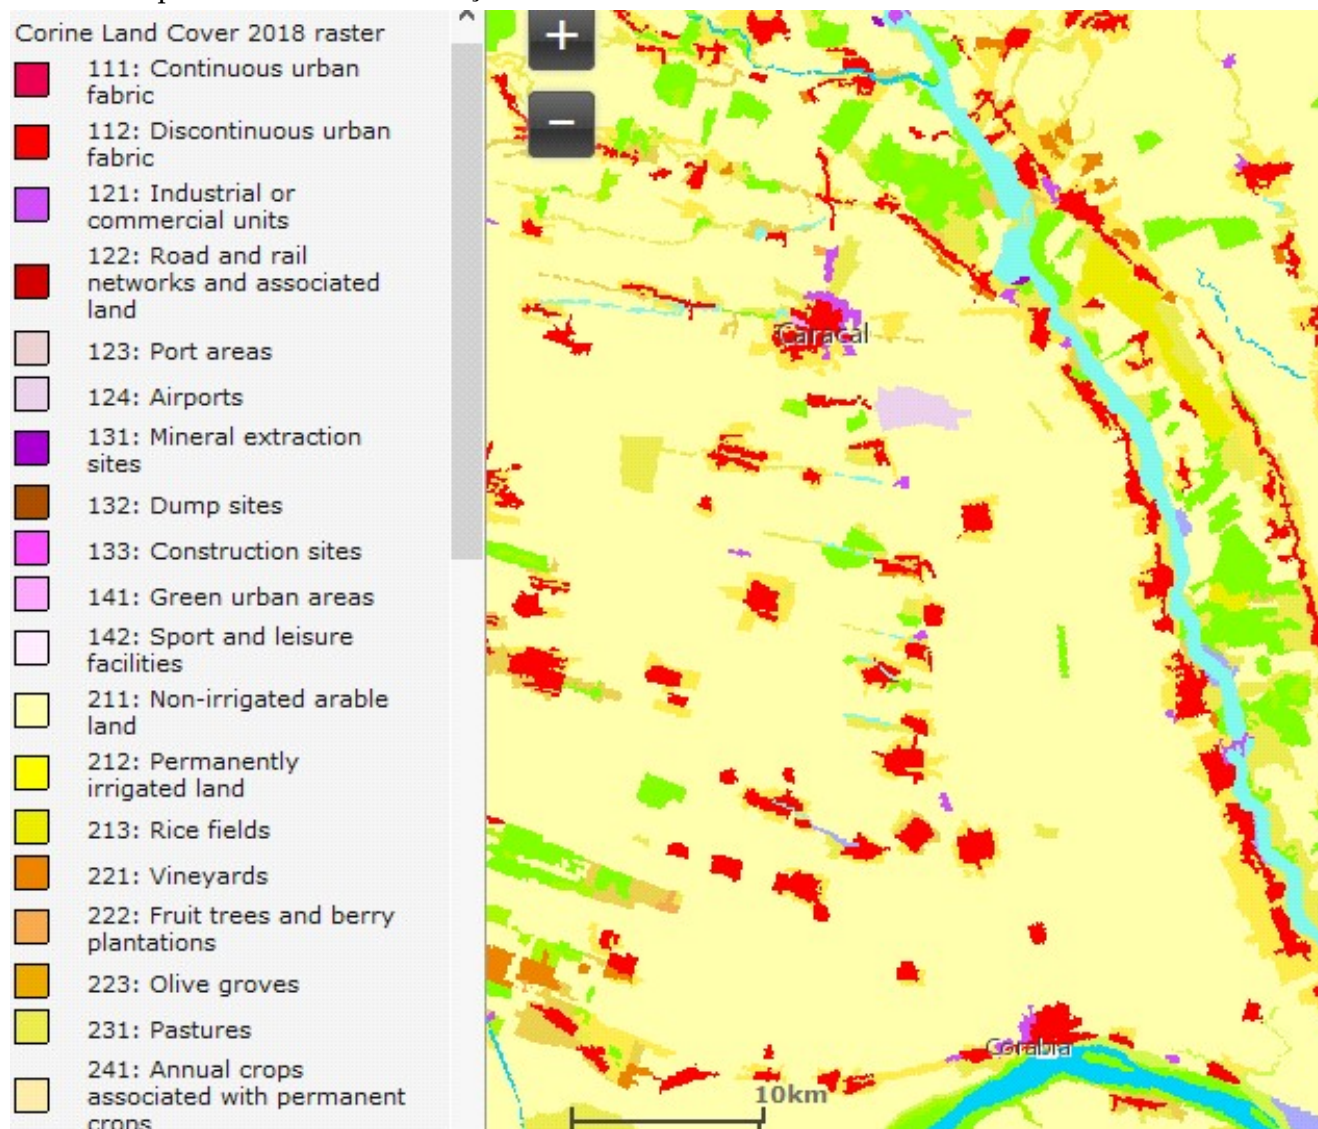 Corine Land Cover 2018 raster
111: Continuous urban
fabric
112: Discontinuous urban
fabric
121: Industrial or
commercial units
122: Road and rail
networks and associated
land
123: Port areas
124: Airports
131: Mineral extraction
sites
132: Dump sites
133: Construction sites
141: Green urban areas
142: Sport and leisure
facilities
211: Non-irrigated arable
land
212: Permanently
irrigated land
213: Rice fields
221: Vineyards
222: Fruit trees and berry
plantations
223: Olive groves
231: Pastures
241: Annual crops
associated with permanent
crops
+
−
Caracal
Corabia
10km